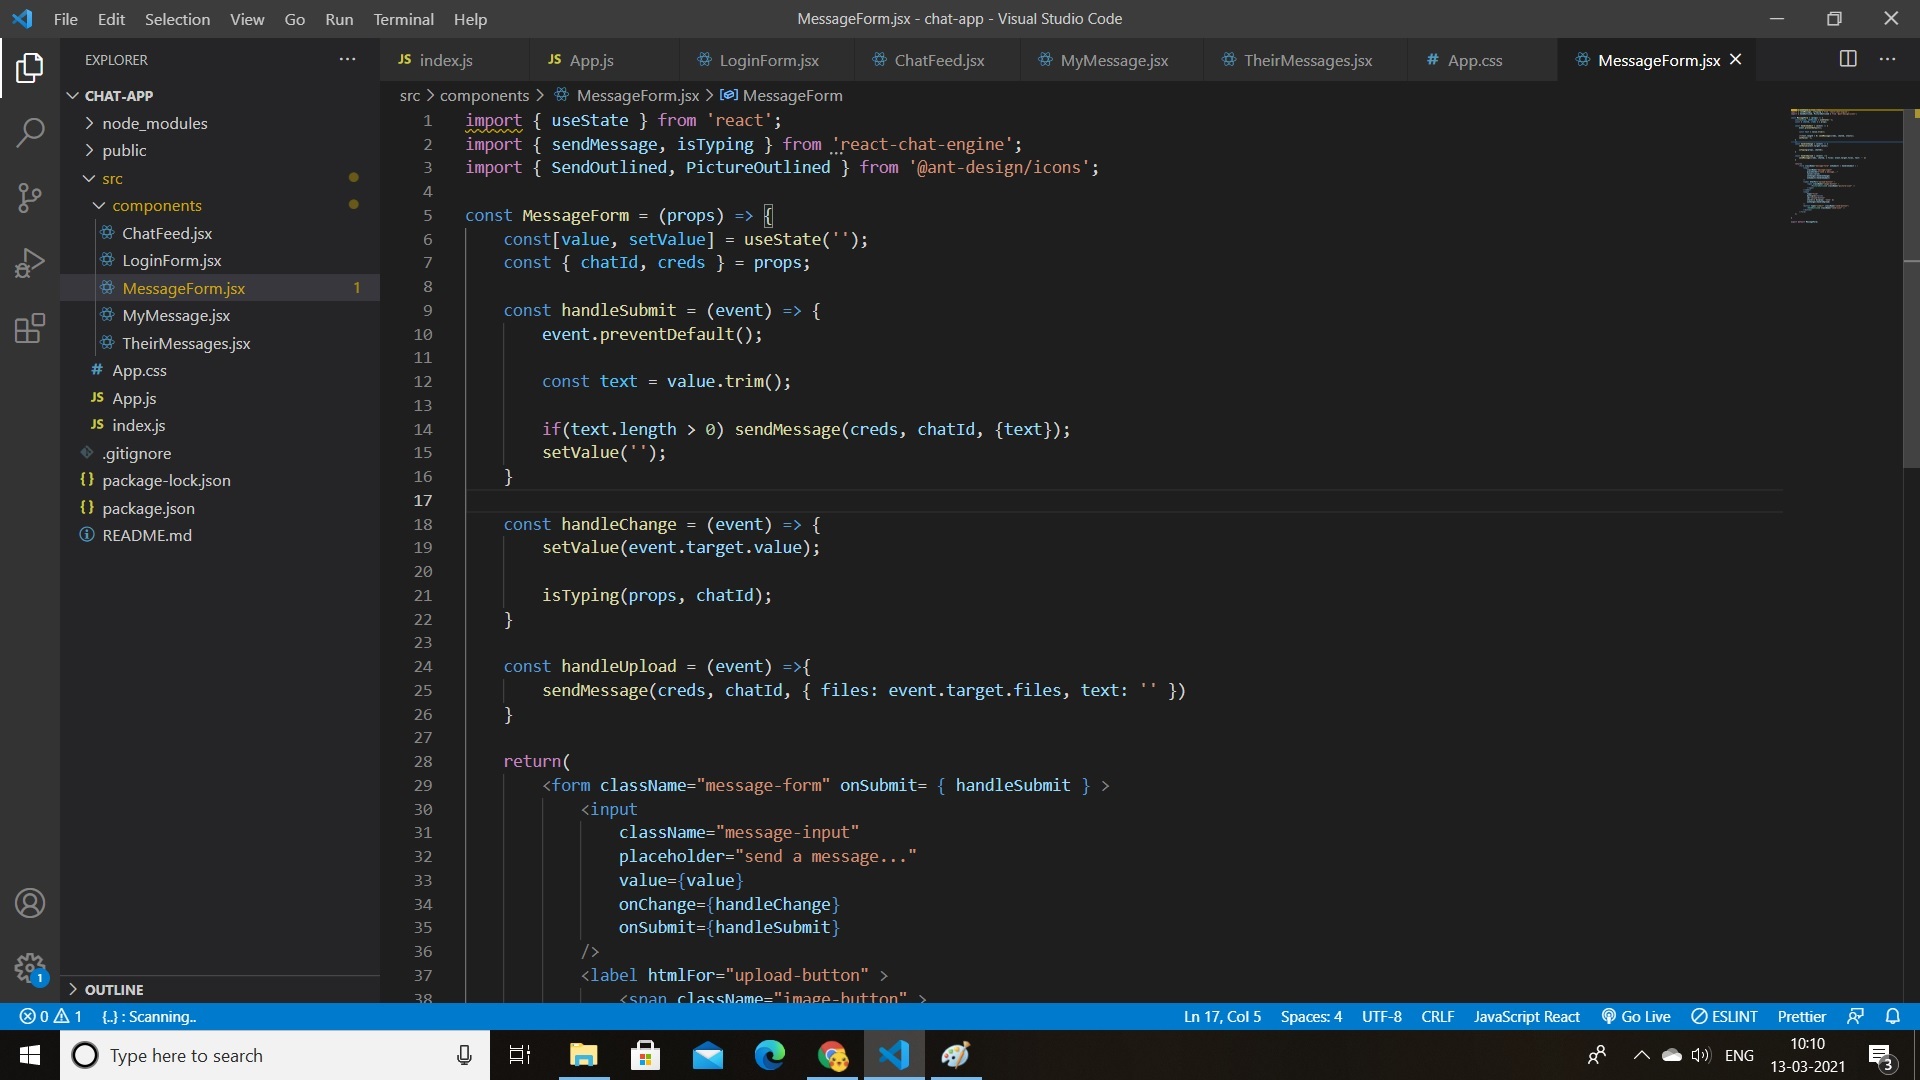 File Edit Selection View Go Run Terminal Help
MessageForm.jsx - chat-app - Visual Studio Code
EXPLORER
CHAT-APP
node_modules
public
src
components
ChatFeed.jsx
LoginForm.jsx
MessageForm.jsx 1
MyMessage.jsx
TheirMessages.jsx
# App.css
JS App.js
JS index.js
.gitignore
{} package-lock.json
{} package.json
README.md
OUTLINE
JS index.js
JS App.js
LoginForm.jsx
ChatFeed.jsx
MyMessage.jsx
TheirMessages.jsx
# App.css
MessageForm.jsx
src > components > MessageForm.jsx > MessageForm
1 import { useState } from 'react';
2 import { sendMessage, isTyping } from 'react-chat-engine';
3 import { SendOutlined, PictureOutlined } from '@ant-design/icons';
4
5 const MessageForm = (props) => {
6 const[value, setValue] = useState('');
7 const { chatId, creds } = props;
8
9 const handleSubmit = (event) => {
10 event.preventDefault();
11
12 const text = value.trim();
13
14 if(text.length > 0) sendMessage(creds, chatId, {text});
15 setValue('');
16 }
17
18 const handleChange = (event) => {
19 setValue(event.target.value);
20
21 isTyping(props, chatId);
22 }
23
24 const handleUpload = (event) =>{
25 sendMessage(creds, chatId, { files: event.target.files, text: '' })
26 }
27
28 return(
29 <form className="message-form" onSubmit= { handleSubmit } >
30 <input
31 className="message-input"
32 placeholder="send a message..."
33 value={value}
34 onChange={handleChange}
35 onSubmit={handleSubmit}
36 />
37 <label htmlFor="upload-button" >
38 <span className="image-button" >
1
0 1 {..} : Scanning..
Ln 17, Col 5 Spaces: 4 UTF-8 CRLF JavaScript React Go Live ESLINT Prettier
Type here to search
ENG
10:10
13-03-2021
3